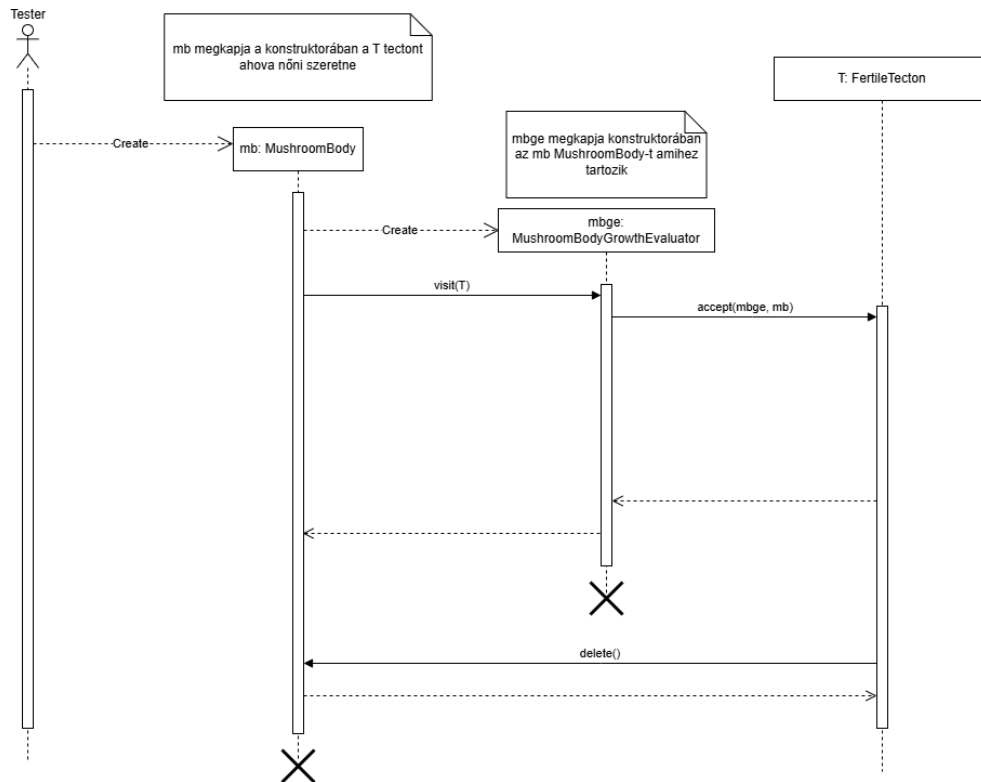 Tester
mb megkapja a konstruktorában a T tectont
ahova nőni szeretne
T: FertileTecton
mbge megkapja konstruktorában
az mb MushroomBody-t amihez
tartozik
Create
mb: MushroomBody
mbge:
MushroomBodyGrowthEvaluator
Create
visit(T)
accept(mbge, mb)
delete()